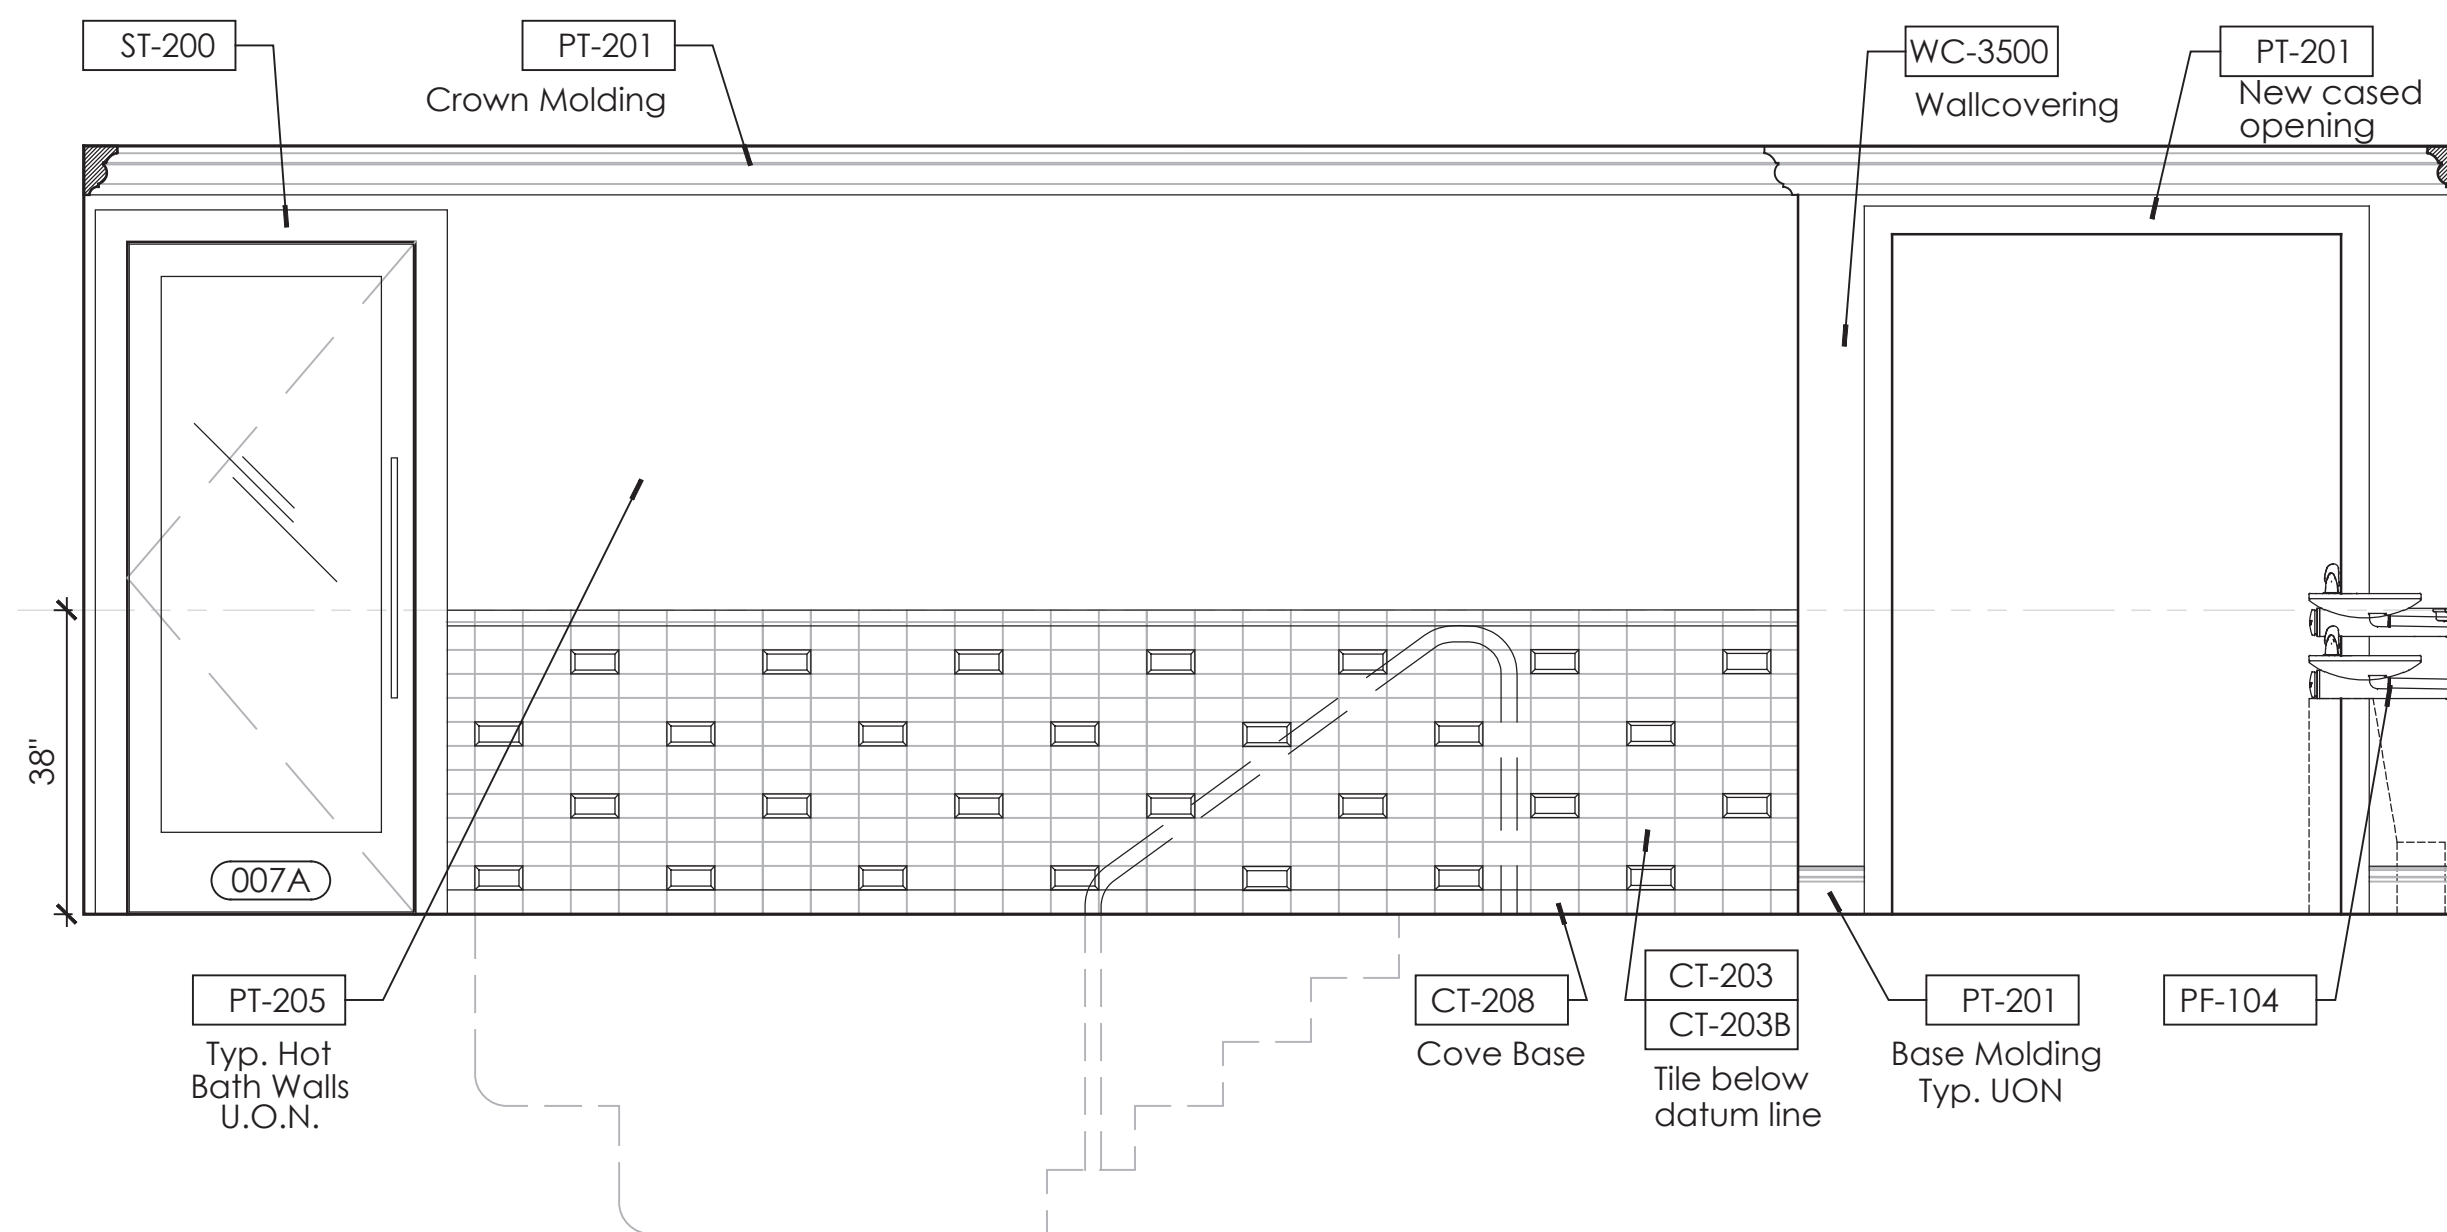 ST-200
PT-201
Crown Molding
WC-3500
Wallcovering
PT-201
New cased
opening
38"
007A
PT-205
Typ. Hot
Bath Walls
U.O.N.
CT-208
Cove Base
CT-203
CT-203B
Tile below
datum line
PT-201
Base Molding
Typ. UON
PF-104